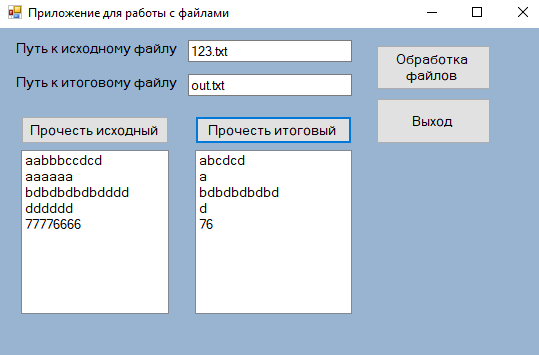 Приложение для работы с файлами
Путь к исходному файлу
123.txt
Путь к итоговому файлу
out.txt
Обработка
файлов
Выход
Прочесть исходный
Прочесть итоговый
aabbbccdcd
aaaaaa
bdbdbdbdbdddd
dddddd
77776666
abcdcd
a
bdbdbdbdbd
d
76